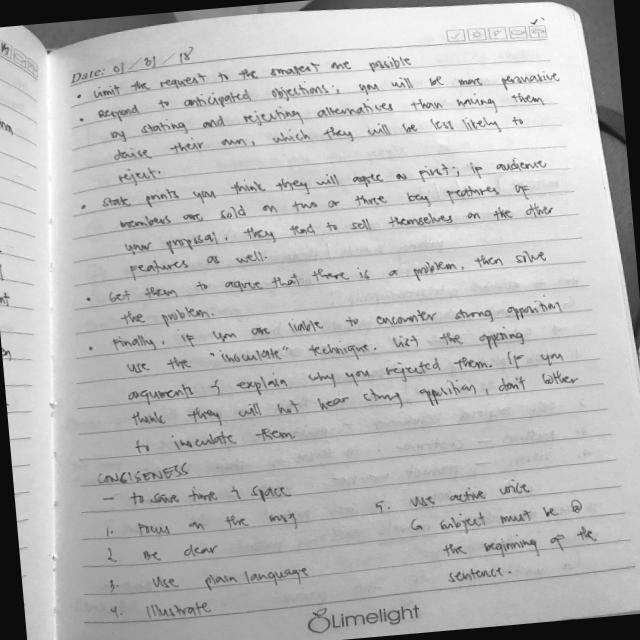 Date: 01 / 01 / 18
• Limit the request to the smallest one posible
• Respond to anticipated objections; you will be more persuasive
by stating and rejecting alternatives than having them
devise their own, which they will be less likely to
reject.
• State points you think they will agree as first; if audience
members are sold on two or three key features of
your proposal, they tend to sell themselves on the other
features as well.
• Get them to agree that there is a problem, then solve
the problem.
• Finally, if you are liable to encounter strong opposition
use the "inoculate" technique. List the opposing
arguments & explain why you rejected them. If you
think they will not hear strong opposition, don't bother
to inoculate them.
CONCISENESS
— to save time & space
1. Focus on the msg
2. Be clear
3. Use plain language
4. Illustrate
5. Use active voice
6 Subject must be @
the beginning of the
sentence.
Limelight